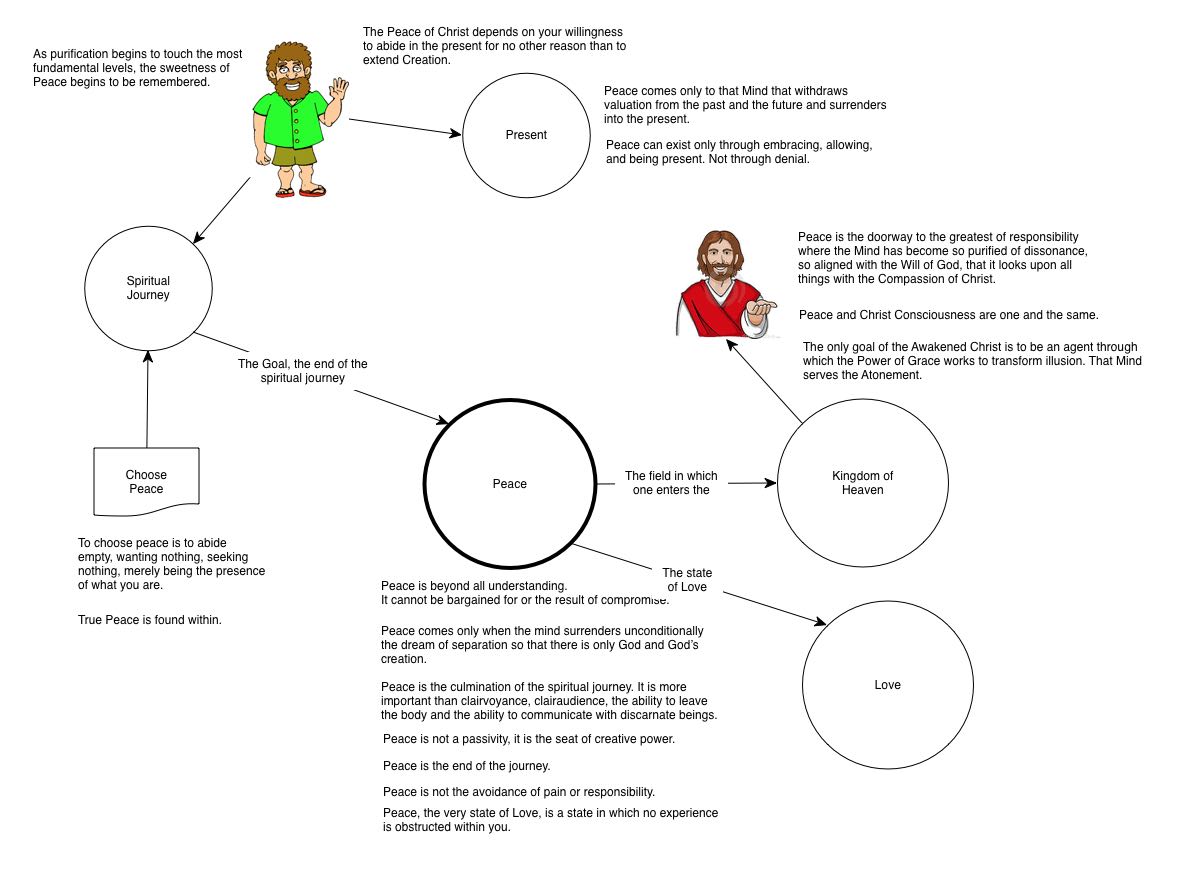 The Peace of Christ depends on your willingness
to abide in the present for no other reason than to
extend Creation.
As purification begins to touch the most
fundamental levels, the sweetness of
Peace begins to be remembered.
Peace comes only to that Mind that withdraws
valuation from the past and the future and surrenders
into the present.
Present
Peace can exist only through embracing, allowing,
and being present. Not through denial.
Peace is the doorway to the greatest of responsibility
where the Mind has become so purified of dissonance,
so aligned with the Will of God, that it looks upon all
things with the Compassion of Christ.
Spiritual
Journey
Peace and Christ Consciousness are one and the same.
The only goal of the Awakened Christ is to be an agent through
which the Power of Grace works to transform illusion. That Mind
serves the Atonement.
The Goal, the end of the
spiritual journey
Choose
Peace
Peace
The field in which
one enters the
Kingdom of
Heaven
To choose peace is to abide
empty, wanting nothing, seeking
nothing, merely being the presence
of what you are.
True Peace is found within.
The state
of Love
Peace is beyond all understanding.
It cannot be bargained for or the result of compromise.
Peace comes only when the mind surrenders unconditionally
the dream of separation so that there is only God and God's
creation.
Love
Peace is the culmination of the spiritual journey. It is more
important than clairvoyance, clairaudience, the ability to leave
the body and the ability to communicate with discarnate beings.
Peace is not a passivity, it is the seat of creative power.
Peace is the end of the journey.
Peace is not the avoidance of pain or responsibility.
Peace, the very state of Love, is a state in which no experience
is obstructed within you.